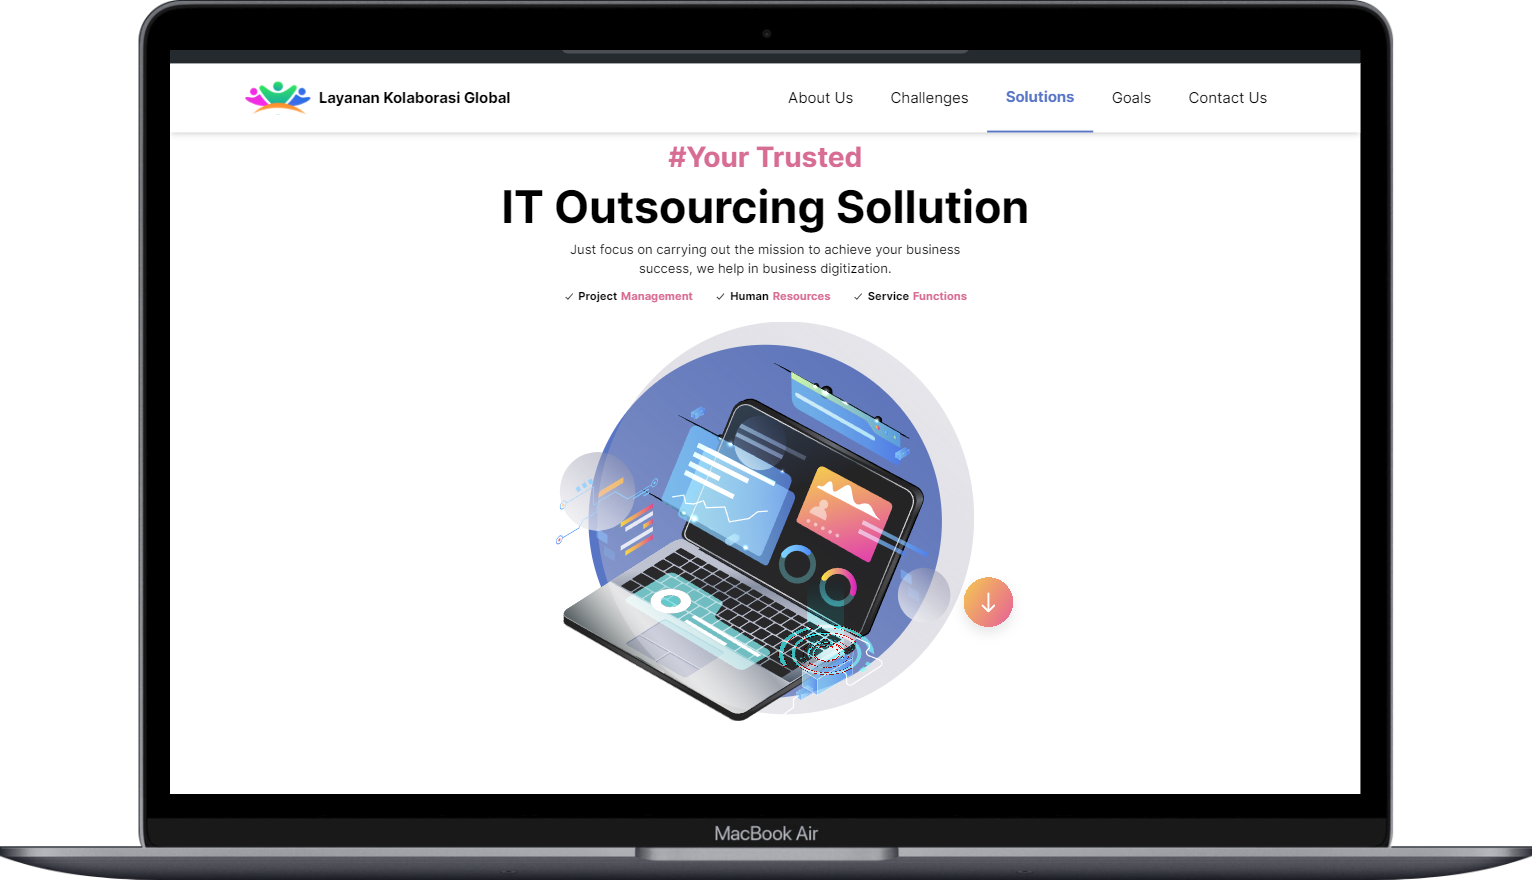 Layanan Kolaborasi Global
About Us
Challenges
Solutions
Goals
Contact Us
#Your Trusted
IT Outsourcing Sollution
Just focus on carrying out the mission to achieve your business
success, we help in business digitization.
Project Management
Human Resources
Service Functions
MacBook Air